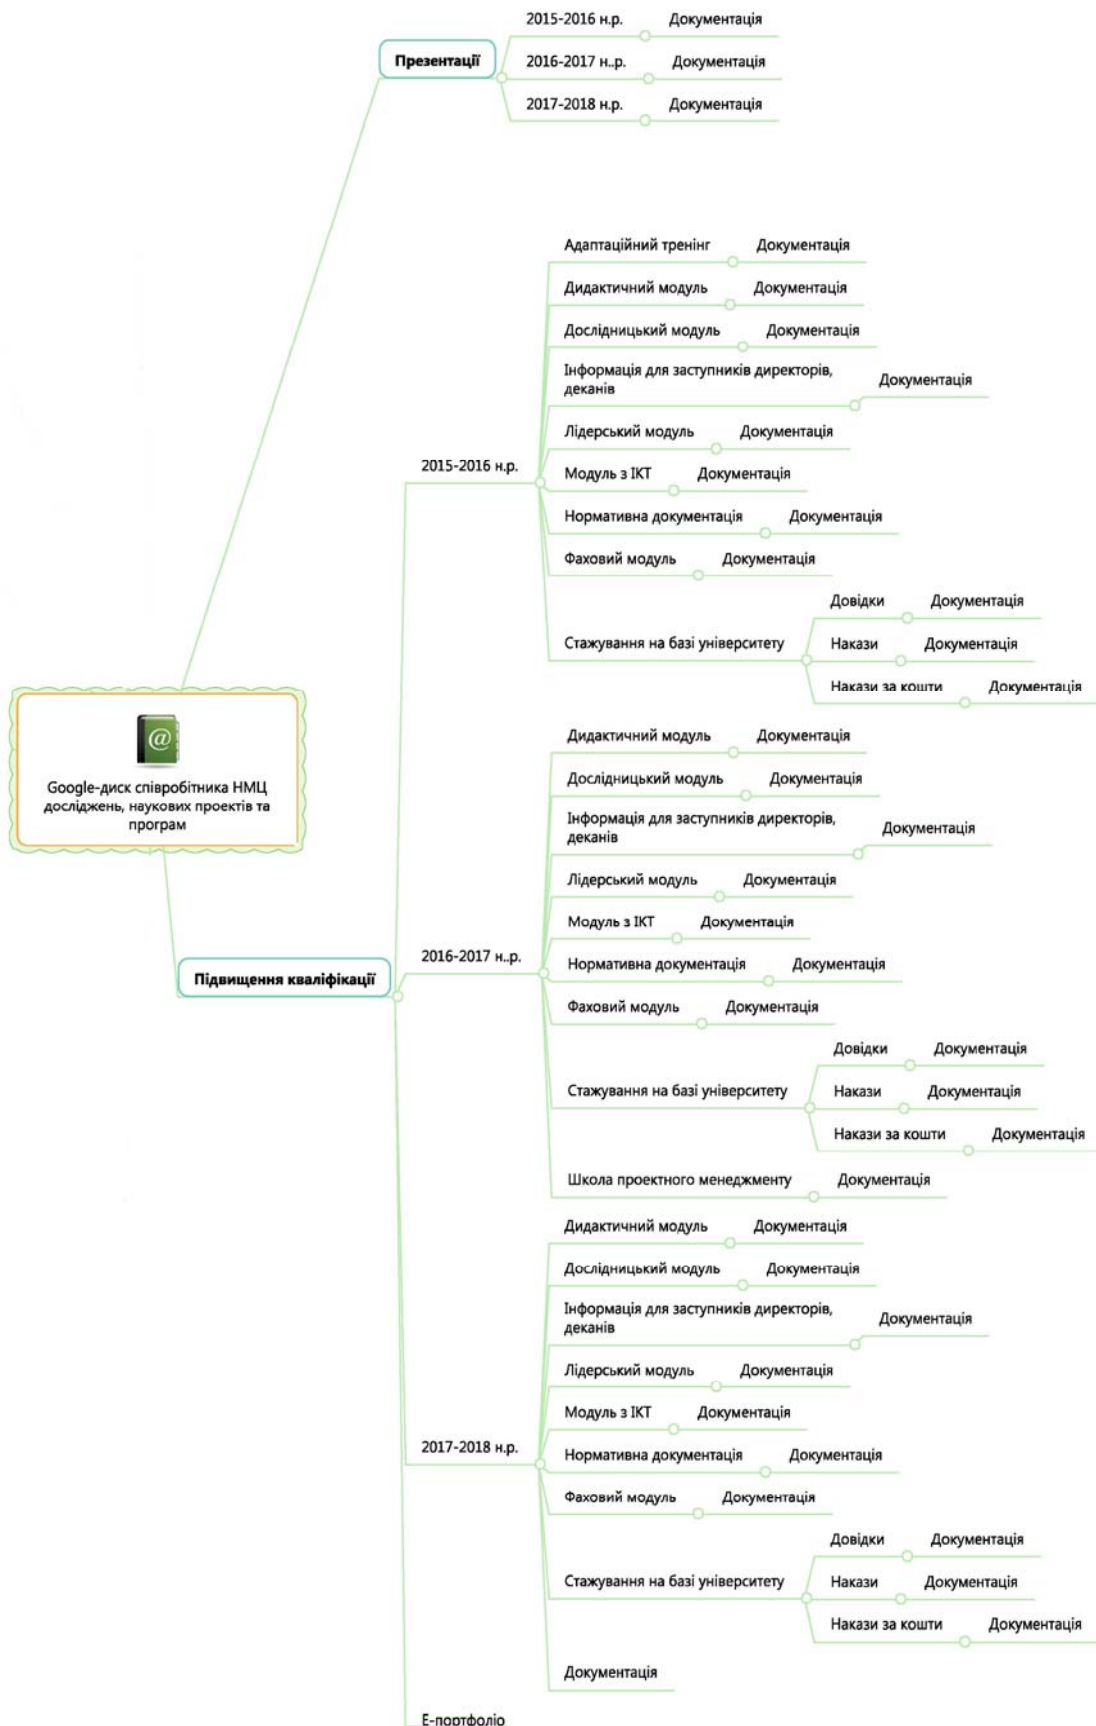 2015-2016 н.р. Документація
Презентації
2016-2017 н..р. Документація
2017-2018 н.р. Документація
Адаптаційний тренінг Документація
Дидактичний модуль Документація
Дослідницький модуль Документація
Інформація для заступників директорів,
деканів
Документація
Лідерський модуль Документація
2015-2016 н.р.
Модуль з ІКТ Документація
Нормативна документація Документація
Фаховий модуль Документація
Довідки Документація
Стажування на базі університету
Накази Документація
Накази за кошти Документація
@
Google-диск співробітника НМЦ
досліджень, наукових проектів та
програм
Дидактичний модуль Документація
Дослідницький модуль Документація
Інформація для заступників директорів,
деканів
Документація
Лідерський модуль Документація
Модуль з ІКТ Документація
2016-2017 н..р.
Підвищення кваліфікації
Нормативна документація Документація
Фаховий модуль Документація
Довідки Документація
Стажування на базі університету
Накази Документація
Накази за кошти Документація
Школа проектного менеджменту Документація
Дидактичний модуль Документація
Дослідницький модуль Документація
Інформація для заступників директорів,
деканів
Документація
Лідерський модуль Документація
Модуль з ІКТ Документація
2017-2018 н.р.
Нормативна документація Документація
Фаховий модуль Документація
Довідки Документація
Стажування на базі університету
Накази Документація
Накази за кошти Документація
Документація
Е-портфоліо